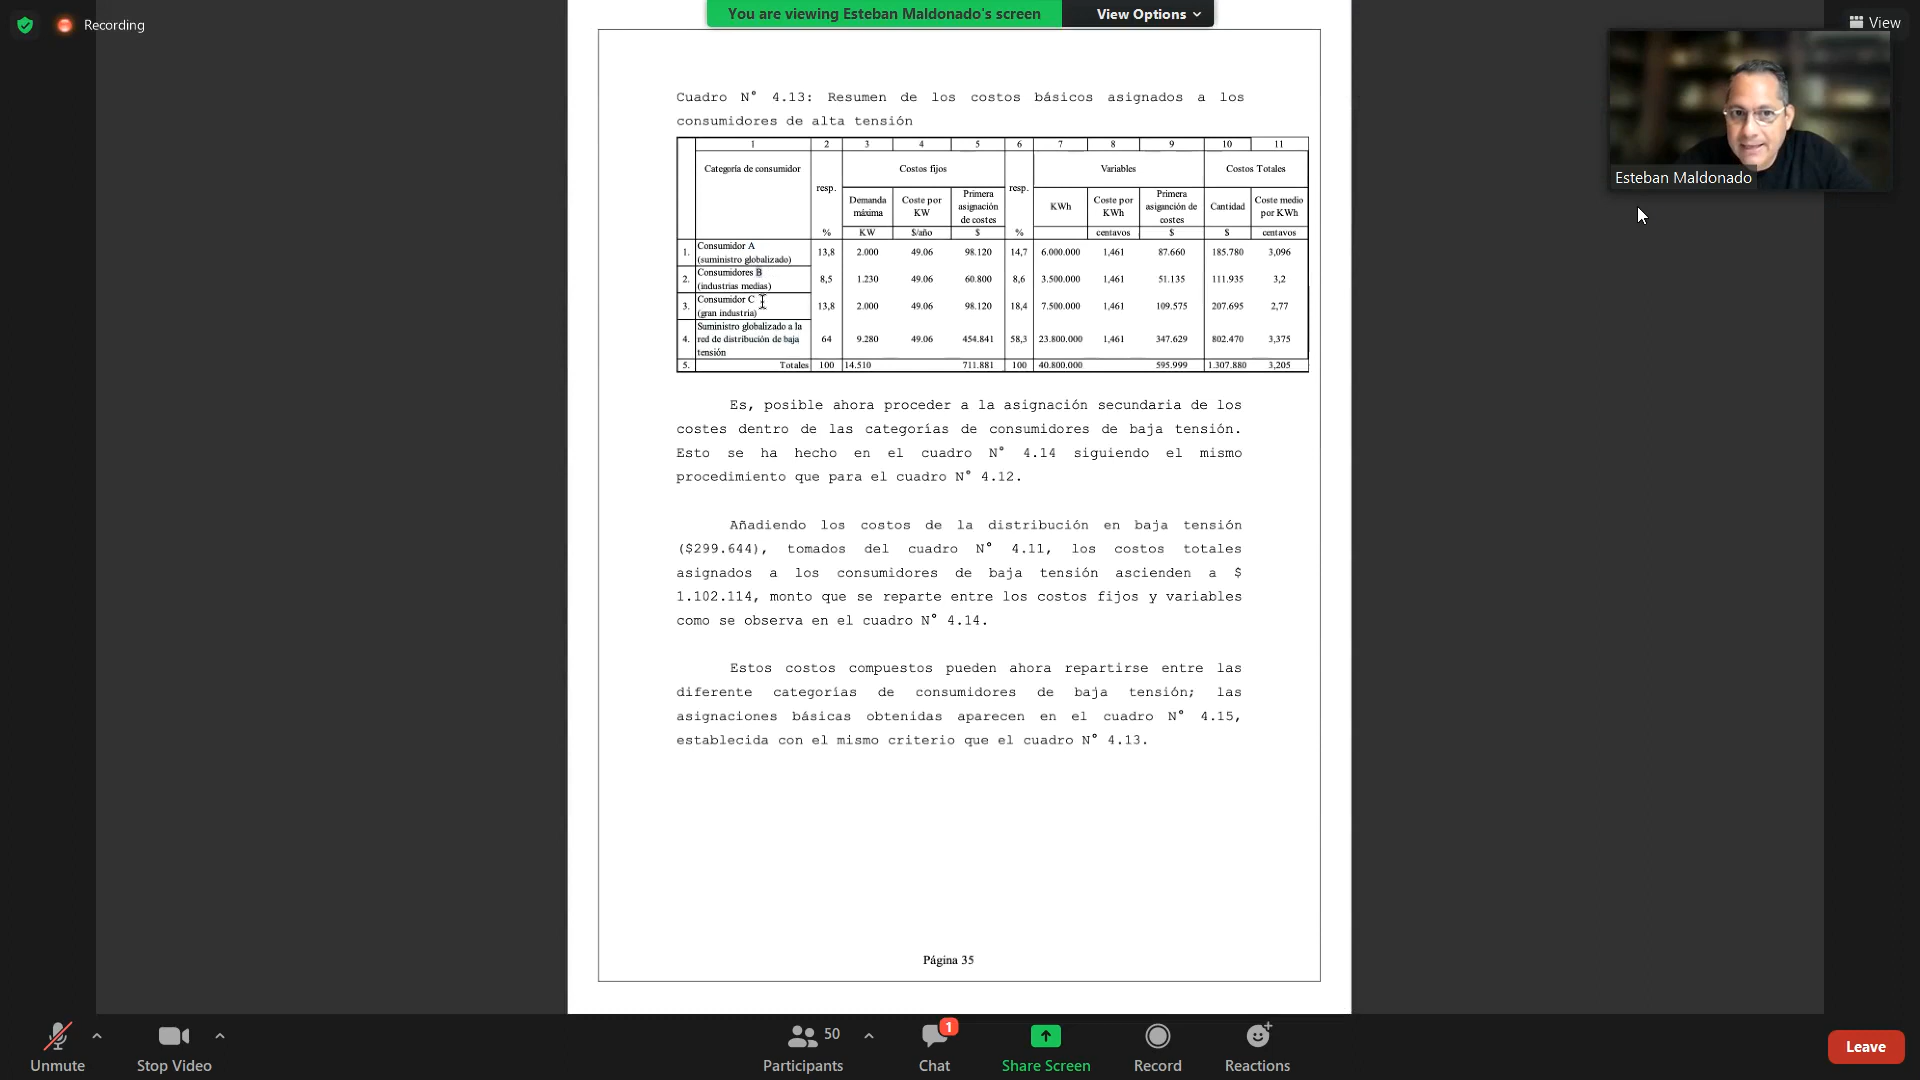 Recording
You are viewing Esteban Maldonado's screen
View Options
View
Esteban Maldonado
Cuadro N° 4.13: Resumen de los costos básicos asignados a los
consumidores de alta tensión
1 2 3 4 5 6 7 8 9 10 11
Categoría de consumidor resp. Costos fijos resp. Variables Costos Totales
Demanda máxima Coste por KW Primera asignación de costes KWh Coste por KWh Primera asignación de costes Cantidad Coste medio por KWh
% KW $/año $ % centavos $ $ centavos
1. Consumidor A (suministro globalizado) 13,8 2.000 49.06 98.120 14,7 6.000.000 1,461 87.660 185.780 3,096
2. Consumidores B (industrias medias) 8,5 1.230 49.06 60.800 8,6 3.500.000 1,461 51.135 111.935 3,2
3. Consumidor C (gran industria) 13,8 2.000 49.06 98.120 18,4 7.500.000 1,461 109.575 207.695 2,77
4. Suministro globalizado a la red de distribución de baja tensión 64 9.280 49.06 454.841 58,3 23.800.000 1,461 347.629 802.470 3,375
5. Totales 100 14.510 711.881 100 40.800.000 595.999 1.307.880 3,205
Es, posible ahora proceder a la asignación secundaria de los
costes dentro de las categorías de consumidores de baja tensión.
Esto se ha hecho en el cuadro N° 4.14 siguiendo el mismo
procedimiento que para el cuadro N° 4.12.
Añadiendo los costos de la distribución en baja tensión
($299.644), tomados del cuadro N° 4.11, los costos totales
asignados a los consumidores de baja tensión ascienden a $
1.102.114, monto que se reparte entre los costos fijos y variables
como se observa en el cuadro N° 4.14.
Estos costos compuestos pueden ahora repartirse entre las
diferente categorías de consumidores de baja tensión; las
asignaciones básicas obtenidas aparecen en el cuadro N° 4.15,
establecida con el mismo criterio que el cuadro N° 4.13.
Página 35
Unmute
Stop Video
50
Participants
1
Chat
Share Screen
Record
Reactions
Leave